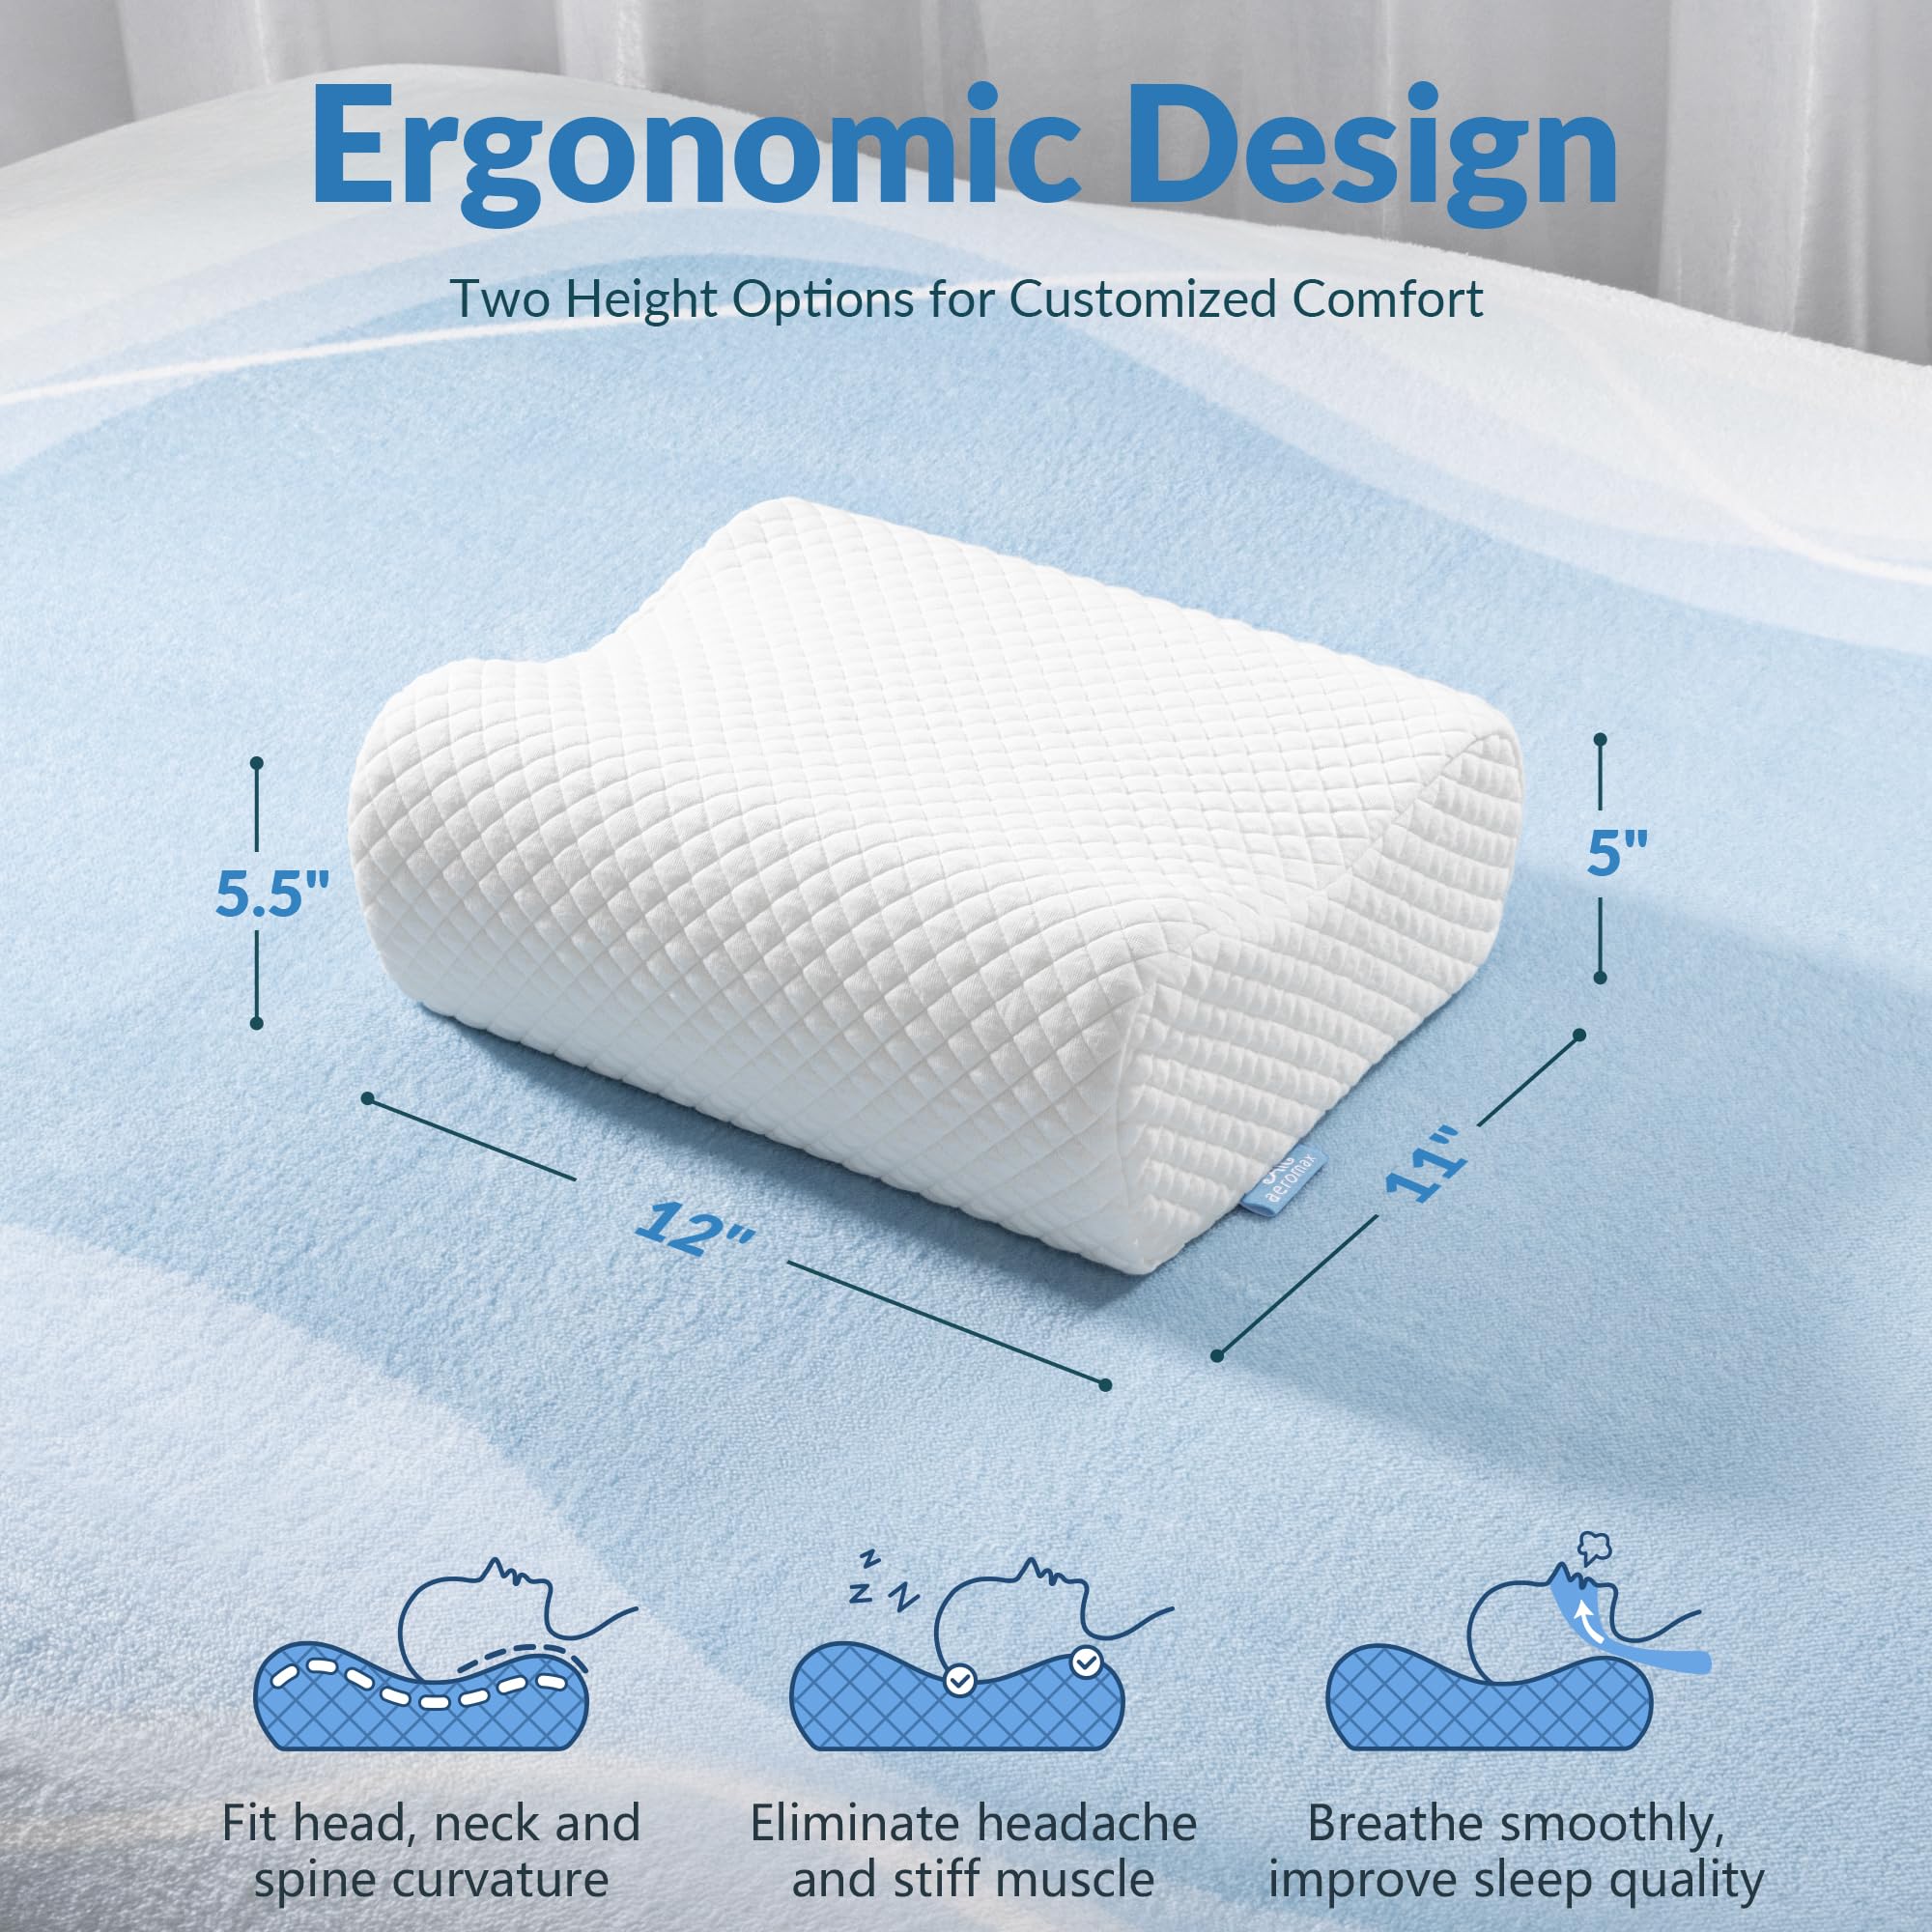 Ergonomic Design
Two Height Options for Customized Comfort
5.5"
5"
12"
11"
aeromax
z
z
z
Fit head, neck and
spine curvature
Eliminate headache
and stiff muscle
Breathe smoothly,
improve sleep quality